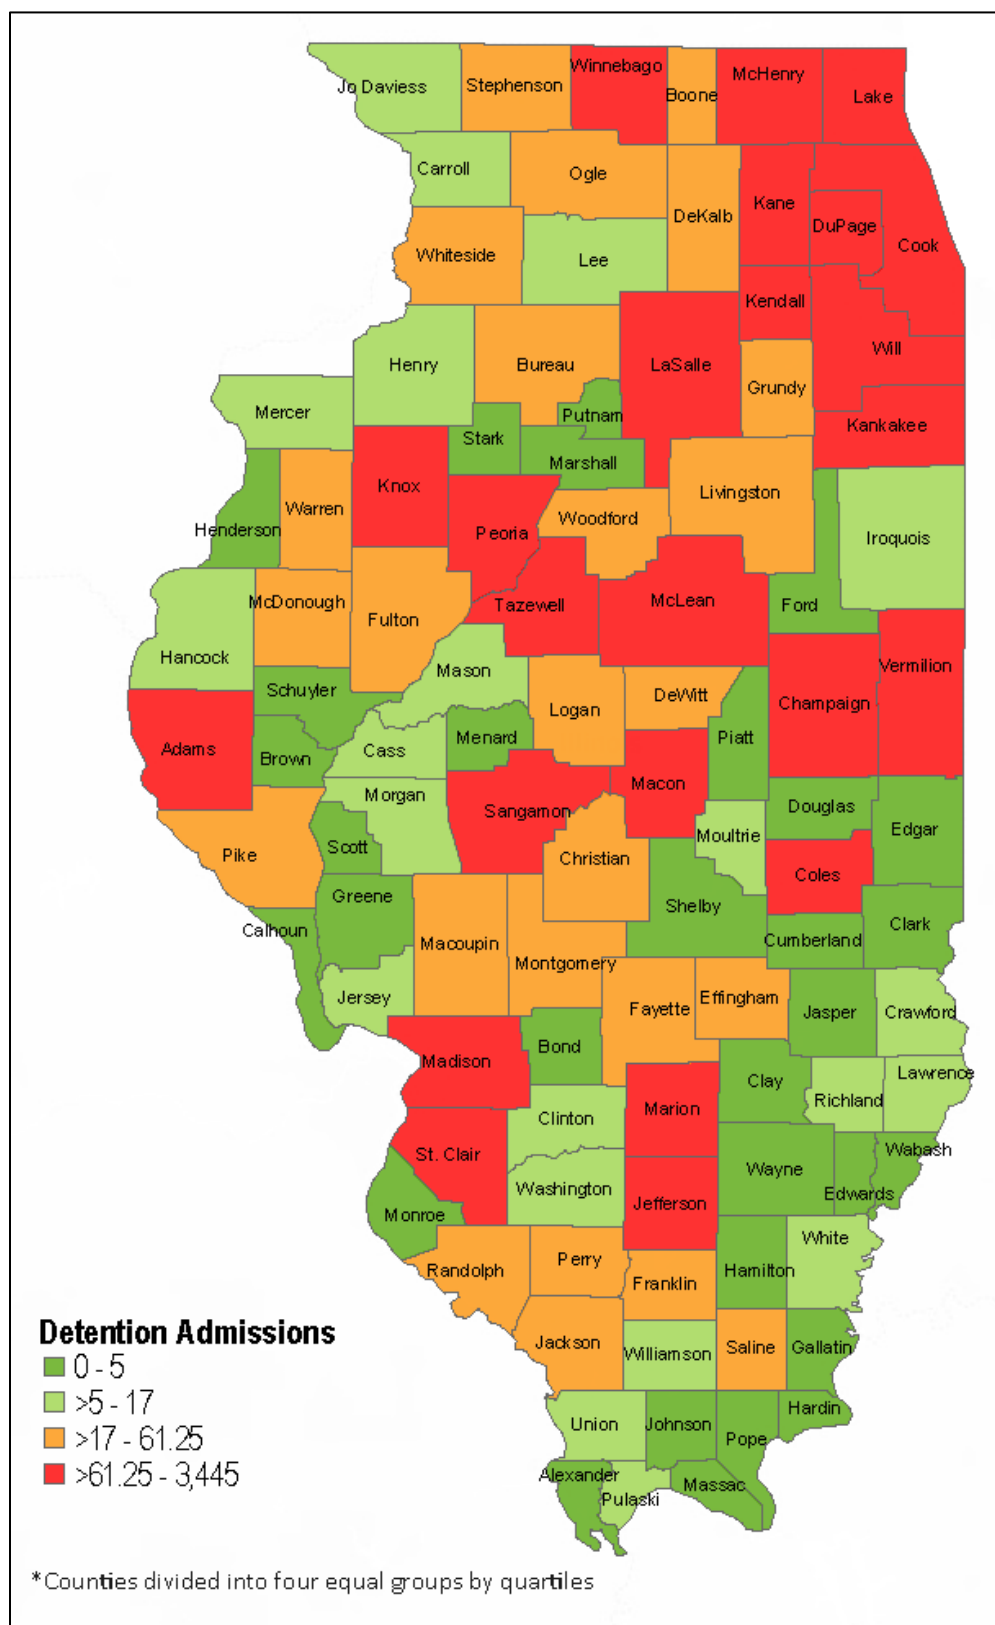 Jo Daviess
Stephenson
Winnebago
Boone
McHenry
Lake
Carroll
Ogle
DeKalb
Kane
DuPage
Cook
Whiteside
Lee
Kendall
Will
Henry
Bureau
LaSalle
Grundy
Mercer
Putnam
Kankakee
Stark
Marshall
Knox
Henderson
Warren
Peoria
Woodford
Livingston
Iroquois
McDonough
Fulton
Tazewell
McLean
Ford
Hancock
Mason
Vermilion
Schuyler
Logan
DeWitt
Champaign
Adams
Brown
Cass
Menard
Piatt
Morgan
Sangamon
Macon
Douglas
Edgar
Pike
Scott
Christian
Moultrie
Coles
Greene
Shelby
Calhoun
Macoupin
Montgomery
Cumberland
Clark
Jersey
Fayette
Effingham
Jasper
Crawford
Madison
Bond
Clay
Lawrence
Richland
Clinton
Marion
St. Clair
Washington
Wayne
Wabash
Monroe
Jefferson
Edwards
Randolph
Perry
Franklin
Hamilton
White
Jackson
Williamson
Saline
Gallatin
Union
Johnson
Pope
Hardin
Alexander
Pulaski
Massac
Detention Admissions
0 - 5
>5 - 17
>17 - 61.25
>61.25 - 3,445
*Counties divided into four equal groups by quartiles